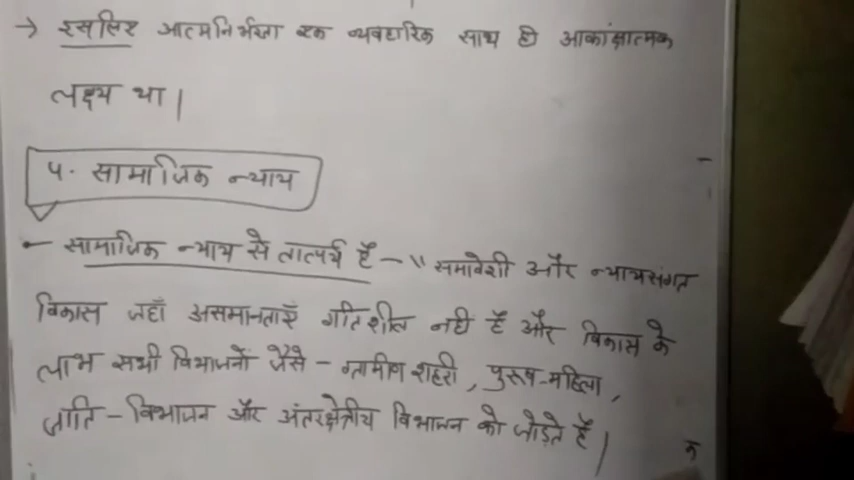 → इसलिए आत्मनिर्भरता एक व्यवहारिक साथ ही आकांक्षात्मक
लक्ष्य था |
५. सामाजिक न्याय
– सामाजिक न्याय से तात्पर्य है – "समावेशी और न्यायसंगत
विकास जहाँ असमानताएँ गतिशील नही है और विकास के
लाभ सभी विभाजनों जैसे – ग्रामीण शहरी, पुरुष-महिला,
जाति – विभाजन और अंतरक्षेत्रीय विभाजन को जोड़ते हैं |